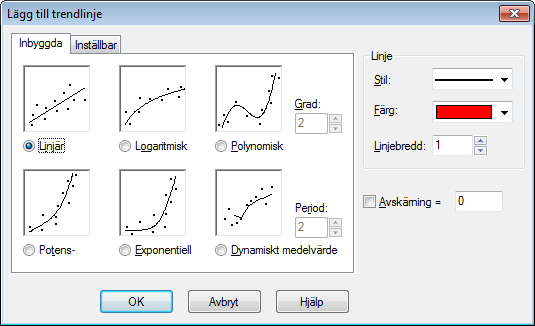 Lägg till trendlinje
Inbyggda
Inställbar
Linjär
Logaritmisk
Polynomisk
Grad:
2
Potens-
Exponentiell
Dynamiskt medelvärde
Period:
2
Linje
Stil:
Färg:
Linjebredd: 1
Avskärning = 0
OK
Avbryt
Hjälp